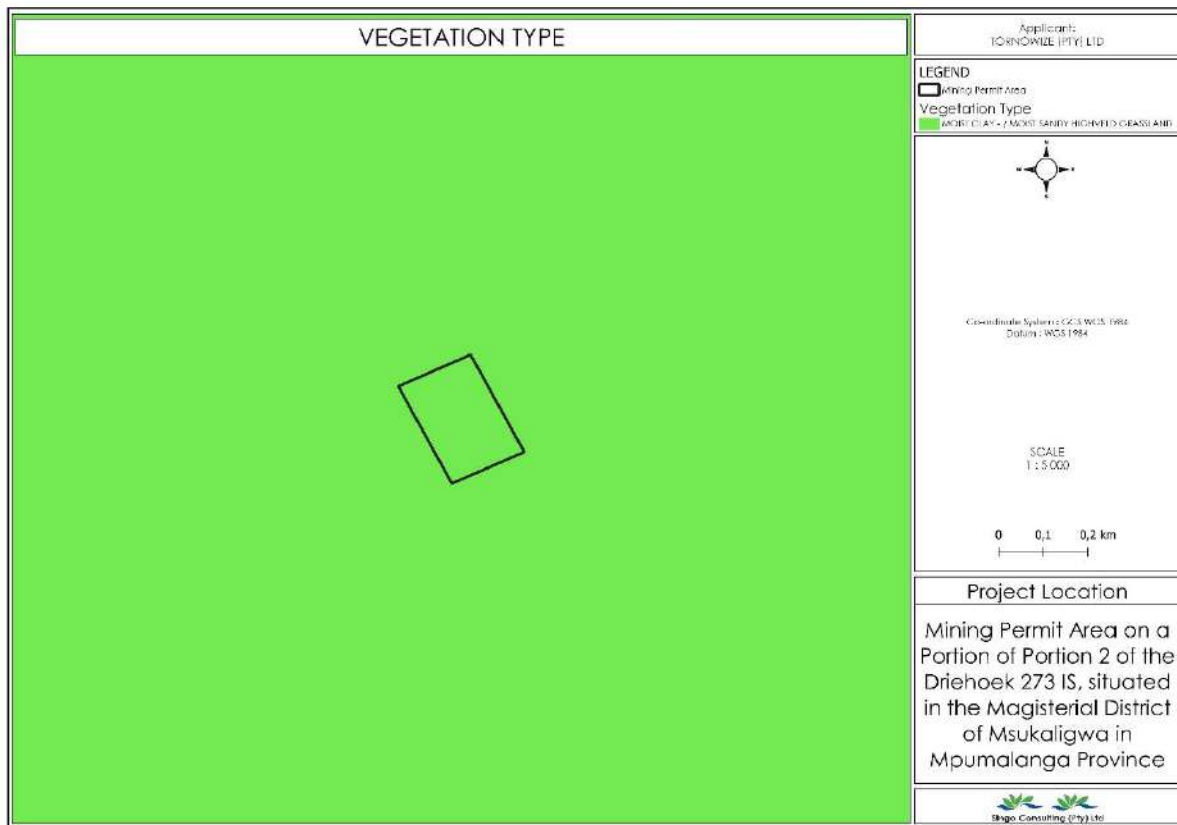 VEGETATION TYPE
Applicant:
TORNOWIZE (PTY) LTD
LEGEND
Mining Permit Area
Vegetation Type
MOIST CLAY - / MOIST SANDY HIGHVELD GRASSLAND
N
W E
S
Co-ordinate System : GCS WGS 1984
Datum : WGS 1984
SCALE
1 : 5 000
0 0,1 0,2 km
Project Location
Mining Permit Area on a
Portion of Portion 2 of the
Driehoek 273 IS, situated
in the Magisterial District
of Msukaligwa in
Mpumalanga Province
Singo Consulting (Pty) Ltd